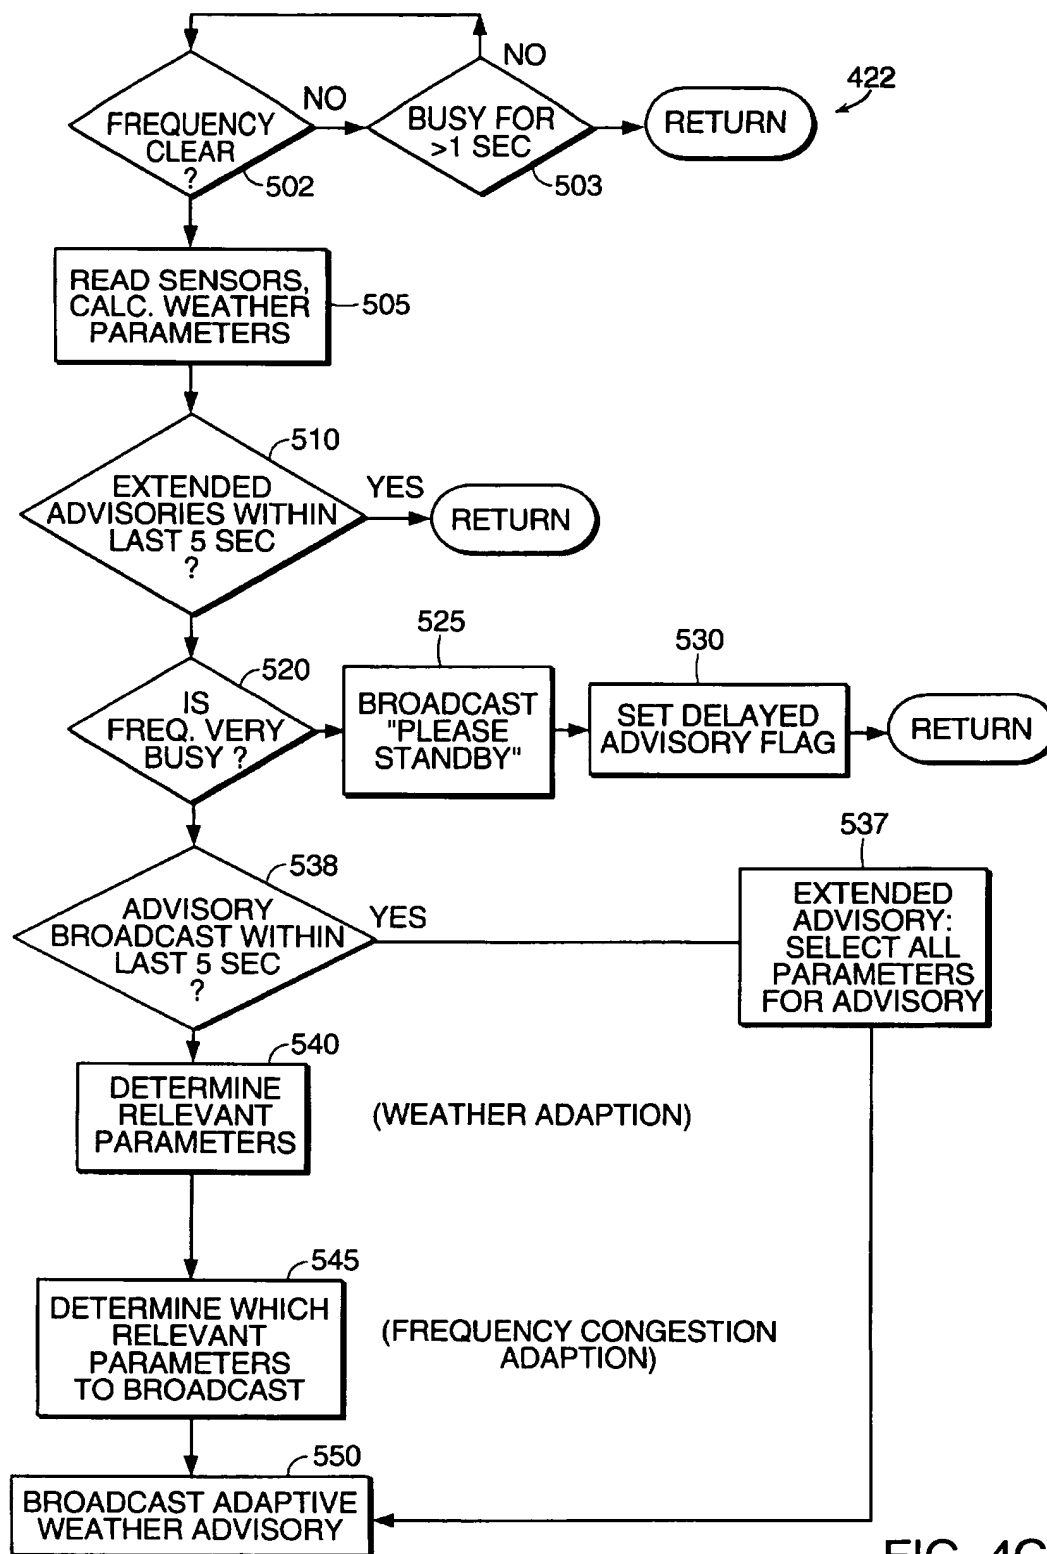 NO
NO
FREQUENCY
CLEAR
?
502
BUSY FOR
>1 SEC
503
RETURN
422
READ SENSORS,
CALC. WEATHER
PARAMETERS
505
510
EXTENDED
ADVISORIES WITHIN
LAST 5 SEC
?
YES
RETURN
520
IS
FREQ. VERY
BUSY ?
525
BROADCAST
"PLEASE
STANDBY"
530
SET DELAYED
ADVISORY FLAG
RETURN
538
ADVISORY
BROADCAST WITHIN
LAST 5 SEC
?
YES
537
EXTENDED
ADVISORY:
SELECT ALL
PARAMETERS
FOR ADVISORY
540
DETERMINE
RELEVANT
PARAMETERS
(WEATHER ADAPTION)
545
DETERMINE WHICH
RELEVANT
PARAMETERS
TO BROADCAST
(FREQUENCY CONGESTION
ADAPTION)
550
BROADCAST ADAPTIVE
WEATHER ADVISORY